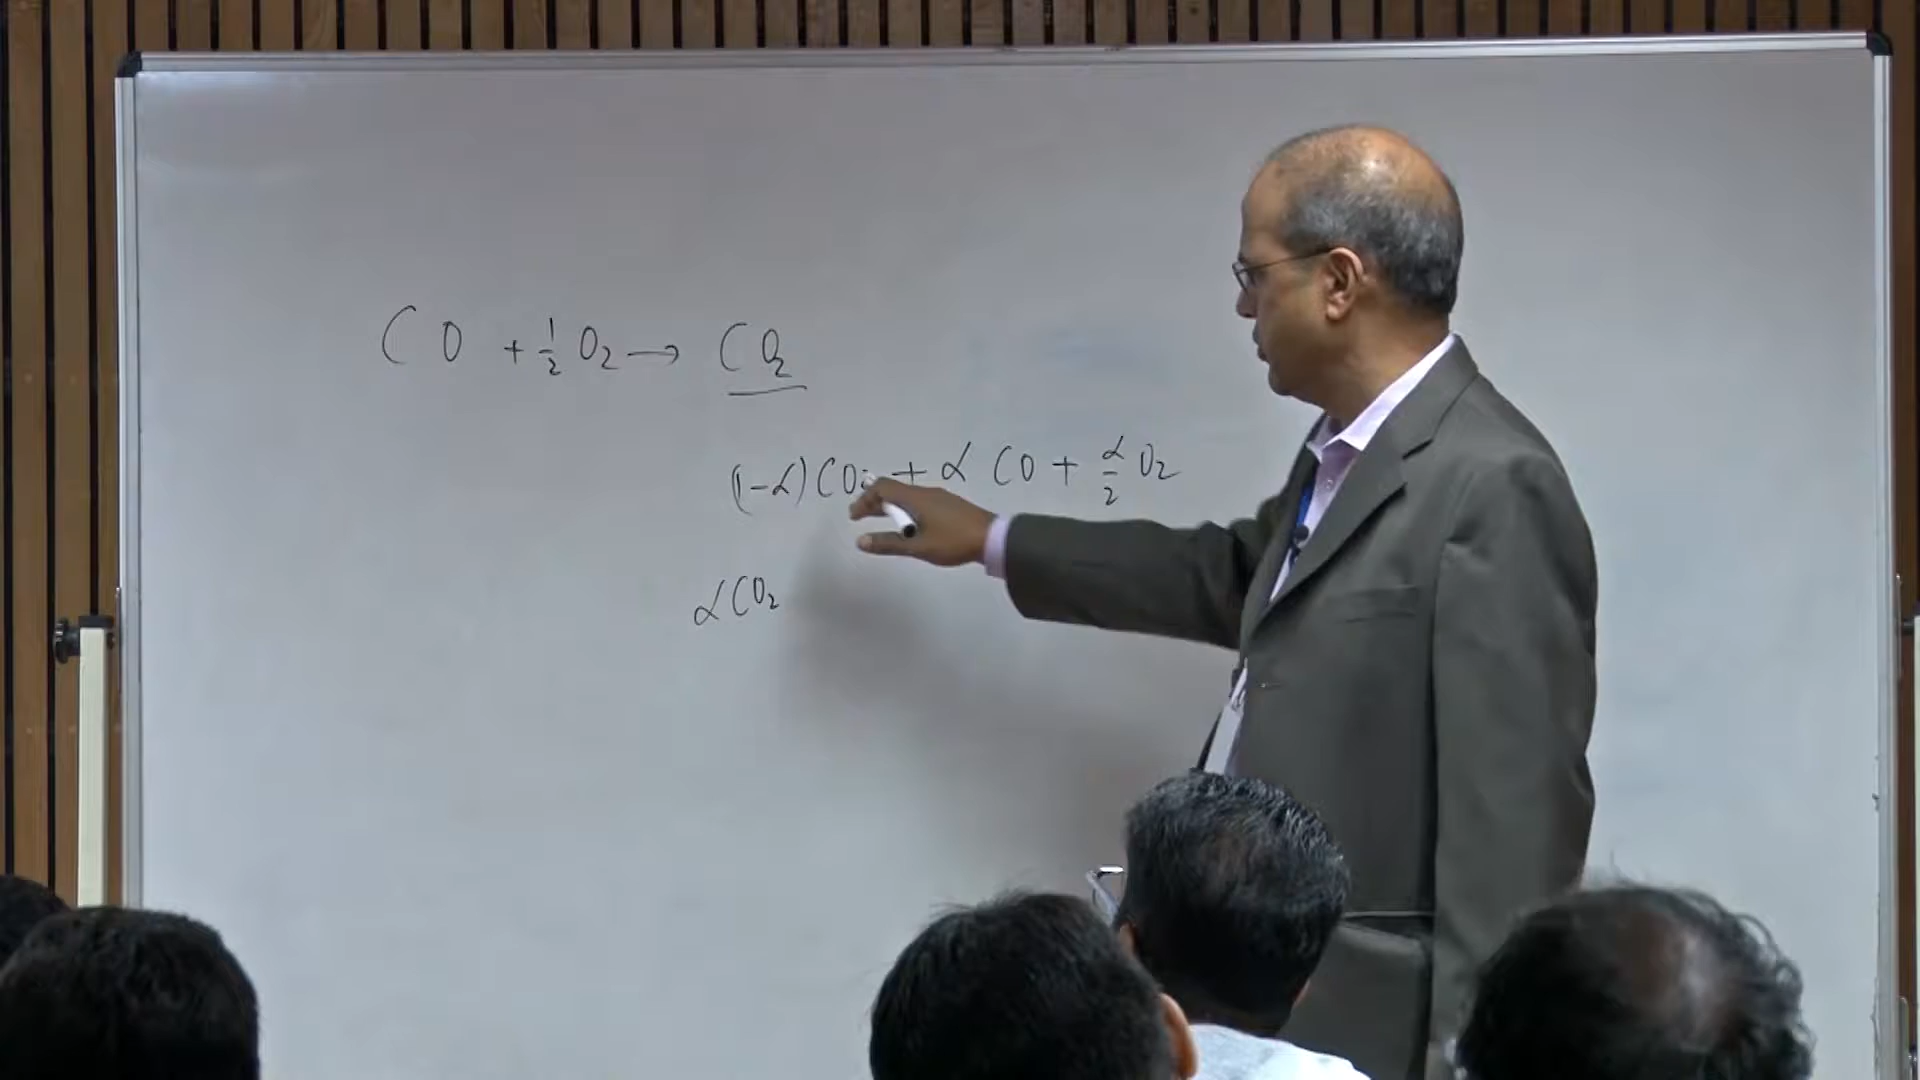 CO + 1/2 O₂ → CO₂
(1-α) CO₂ + α CO + α/2 O₂
α CO₂